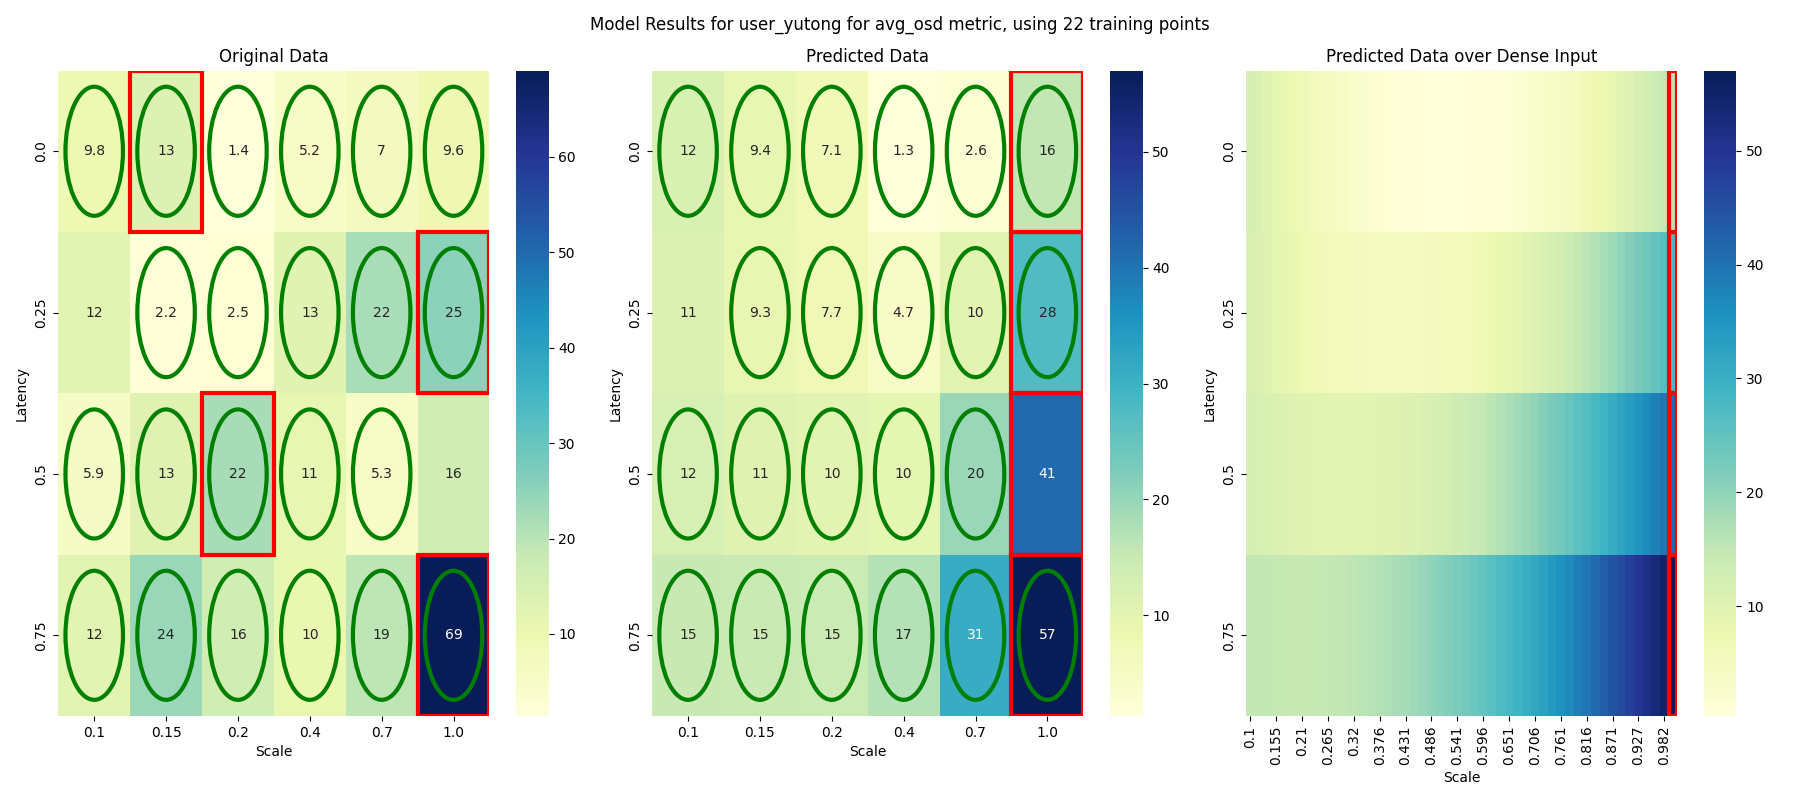 Model Results for user_yutong for avg_osd metric, using 22 training points
Original Data
9.8 13 1.4 5.2 7 9.6
12 2.2 2.5 13 22 25
5.9 13 22 11 5.3 16
12 24 16 10 19 69
0.0
0.25
0.5
0.75
Latency
0.1 0.15 0.2 0.4 0.7 1.0
Scale
60
50
40
30
20
10
Predicted Data
12 9.4 7.1 1.3 2.6 16
11 9.3 7.7 4.7 10 28
12 11 10 10 20 41
15 15 15 17 31 57
0.0
0.25
0.5
0.75
Latency
0.1 0.15 0.2 0.4 0.7 1.0
Scale
50
40
30
20
10
Predicted Data over Dense Input
0.0
0.25
0.5
0.75
Latency
0.1 0.155 0.21 0.265 0.32 0.376 0.431 0.486 0.541 0.596 0.651 0.706 0.761 0.816 0.871 0.927 0.982
Scale
50
40
30
20
10